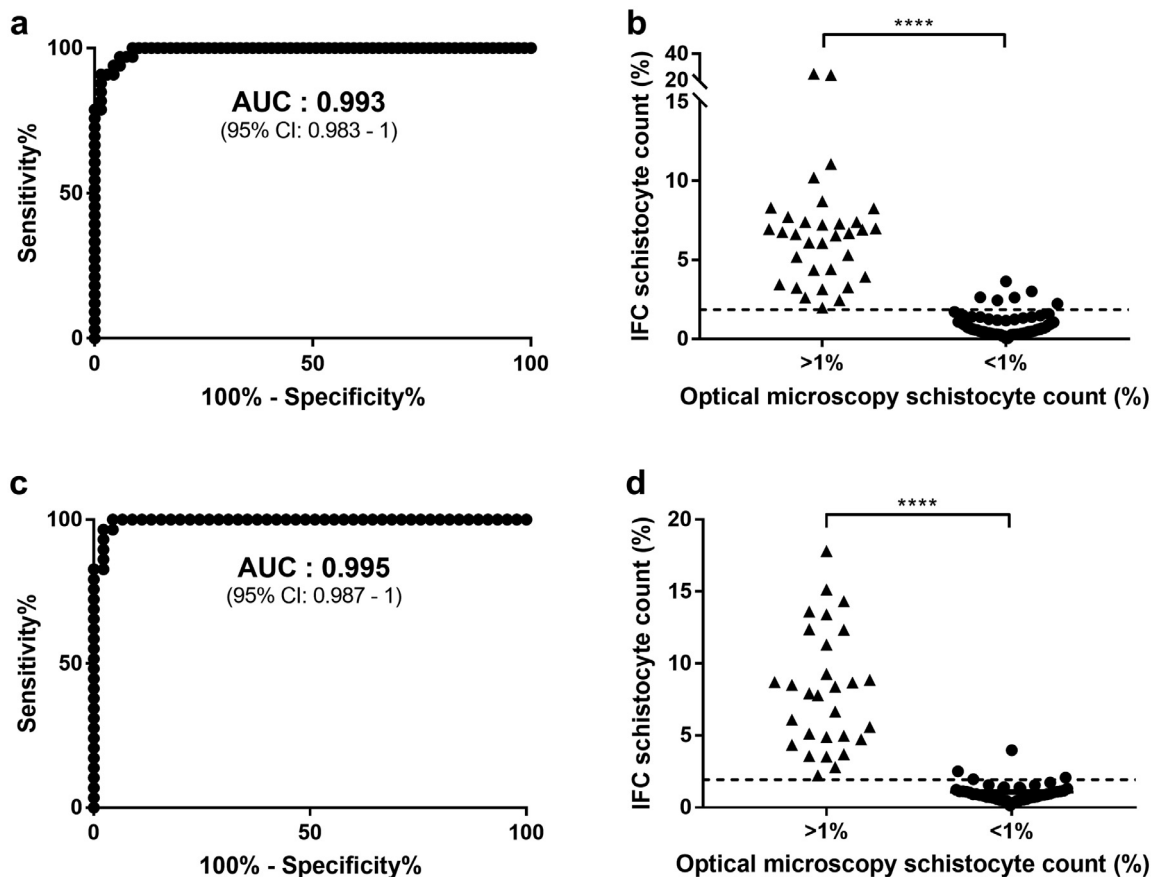 a
100
50
0
0
50
100
Sensitivity%
100% - Specificity%
AUC : 0.993
(95% CI: 0.983 - 1)
b
****
40
20
15
10
5
0
>1%
<1%
IFC schistocyte count (%)
Optical microscopy schistocyte count (%)
c
100
50
0
0
50
100
Sensitivity%
100% - Specificity%
AUC : 0.995
(95% CI: 0.987 - 1)
d
****
20
15
10
5
0
>1%
<1%
IFC schistocyte count (%)
Optical microscopy schistocyte count (%)